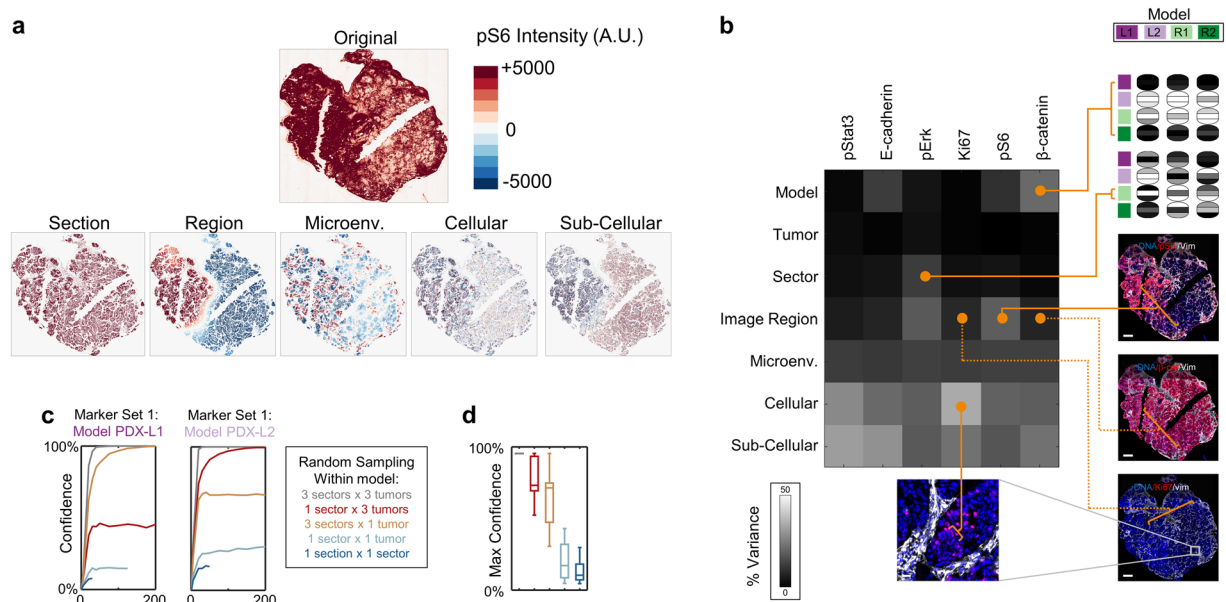 a
Original
pS6 Intensity (A.U.)
+5000
0
-5000
Section
Region
Microenv.
Cellular
Sub-Cellular
b
Model
L1
L2
R1
R2
pStat3
E-cadherin
pErk
Ki67
pS6
β-catenin
Model
Tumor
Sector
Image Region
Microenv.
Cellular
Sub-Cellular
DNA/pS6/Vim
DNA/β-cat/Vim
DNA/Ki67/vim
50
% Variance
0
c
Marker Set 1:
Model PDX-L1
Marker Set 1:
Model PDX-L2
100%
Confidence
0%
0
200
0
200
Random Sampling
Within model:
3 sectors x 3 tumors
1 sector x 3 tumors
3 sectors x 1 tumor
1 sector x 1 tumor
1 section x 1 sector
d
100%
Max Confidence
0%